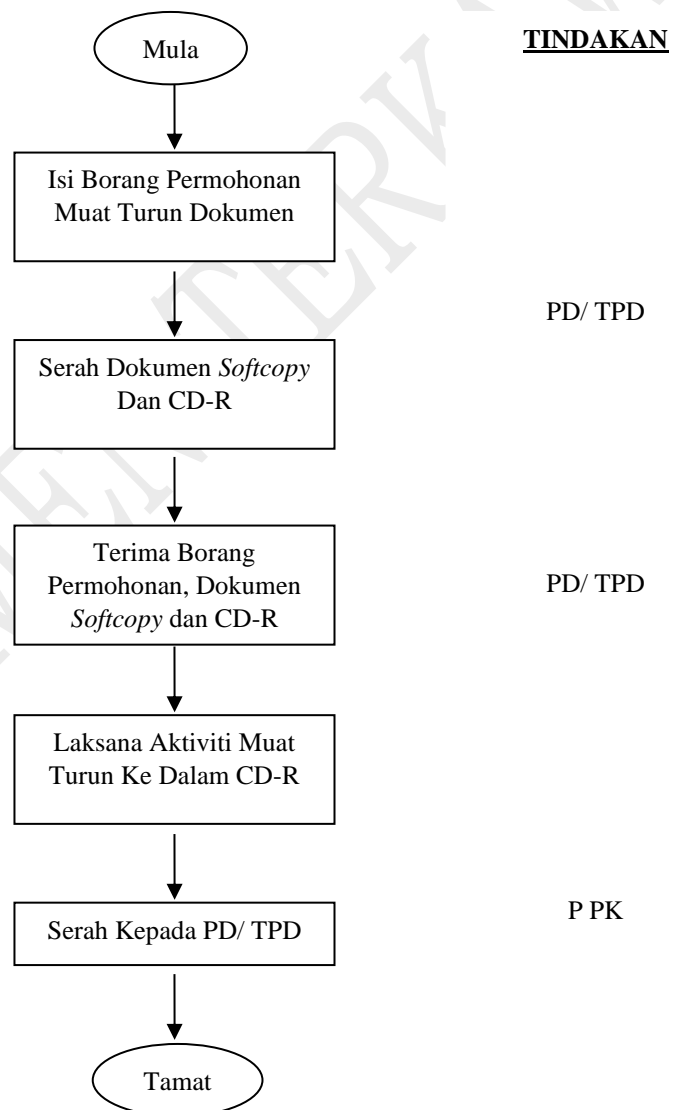 Mula
TINDAKAN
Isi Borang Permohonan
Muat Turun Dokumen
PD/ TPD
Serah Dokumen Softcopy
Dan CD-R
Terima Borang
Permohonan, Dokumen
Softcopy dan CD-R
PD/ TPD
Laksana Aktiviti Muat
Turun Ke Dalam CD-R
Serah Kepada PD/ TPD
P PK
Tamat